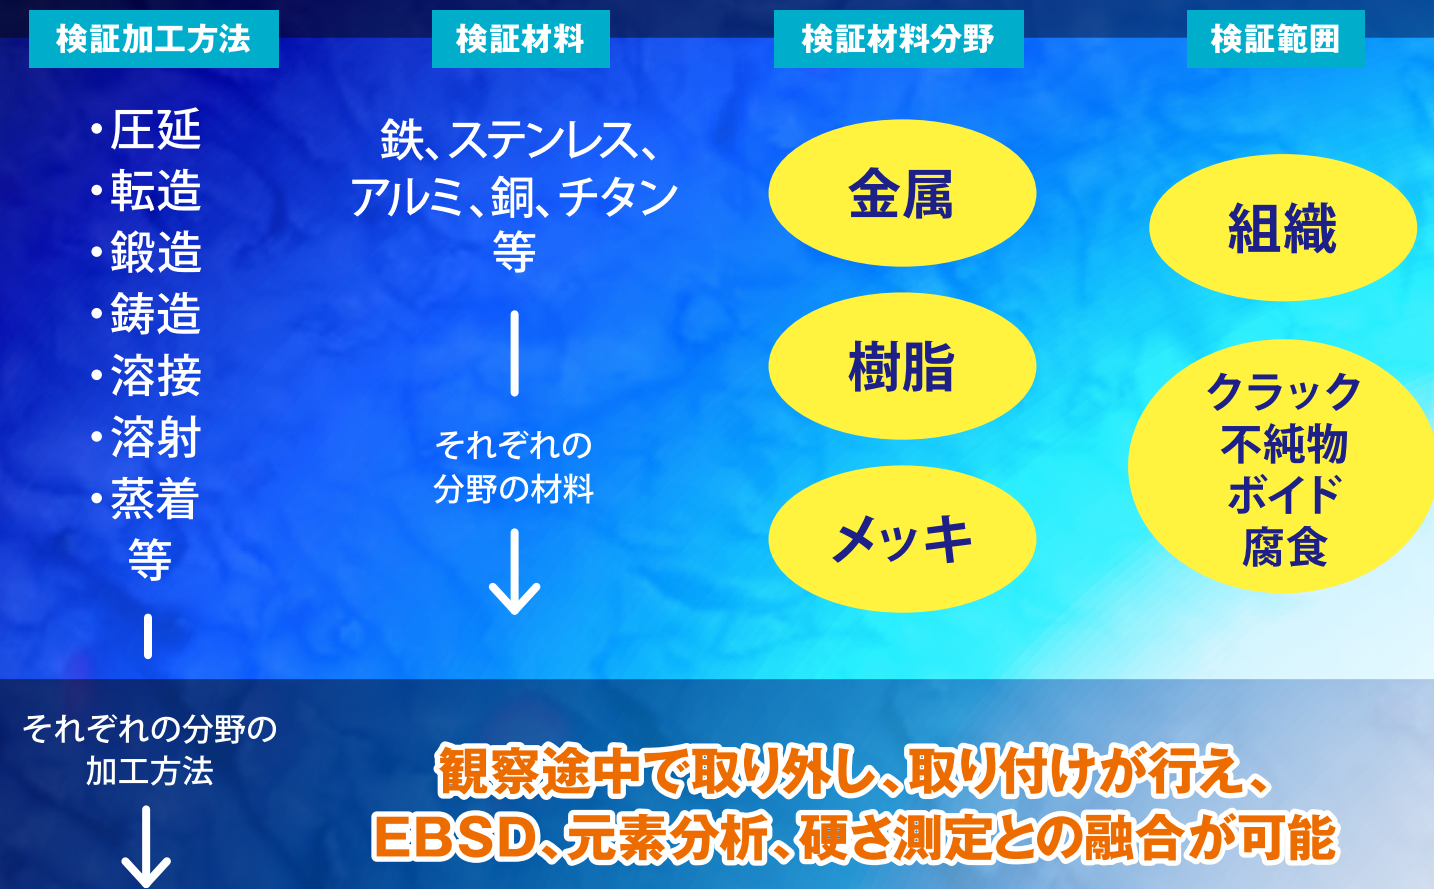 検証加工方法
・圧延
・転造
・鍛造
・鋳造
・溶接
・溶射
・蒸着
等
それぞれの分野の
加工方法
検証材料
鉄、ステンレス、
アルミ、銅、チタン
等
それぞれの
分野の材料
検証材料分野
金属
樹脂
メッキ
検証範囲
組織
クラック
不純物
ボイド
腐食
観察途中で取り外し、取り付けが行え、
EBSD、元素分析、硬さ測定との融合が可能